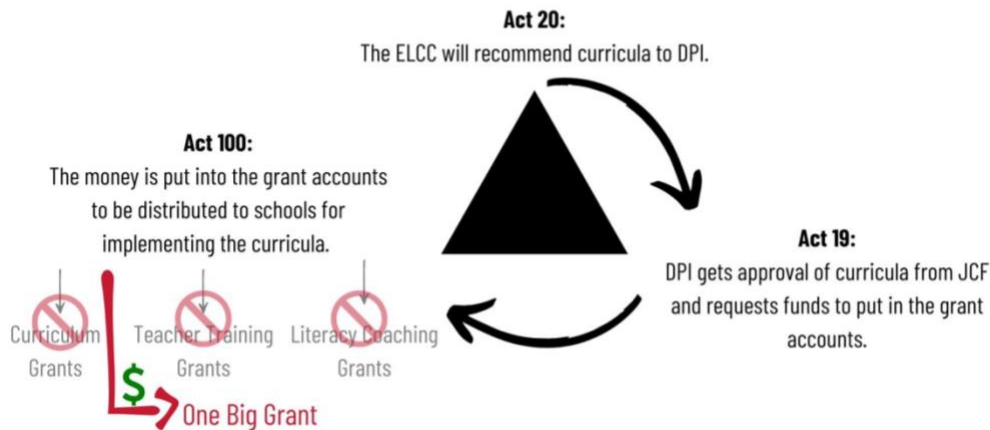 Act 20:
The ELCC will recommend curricula to DPI.
Act 100:
The money is put into the grant accounts
to be distributed to schools for
implementing the curricula.
Act 19:
DPI gets approval of curricula from JCF
and requests funds to put in the grant
accounts.
Curriculum
Grants
Teacher Training
Grants
Literacy Coaching
Grants
$
One Big Grant